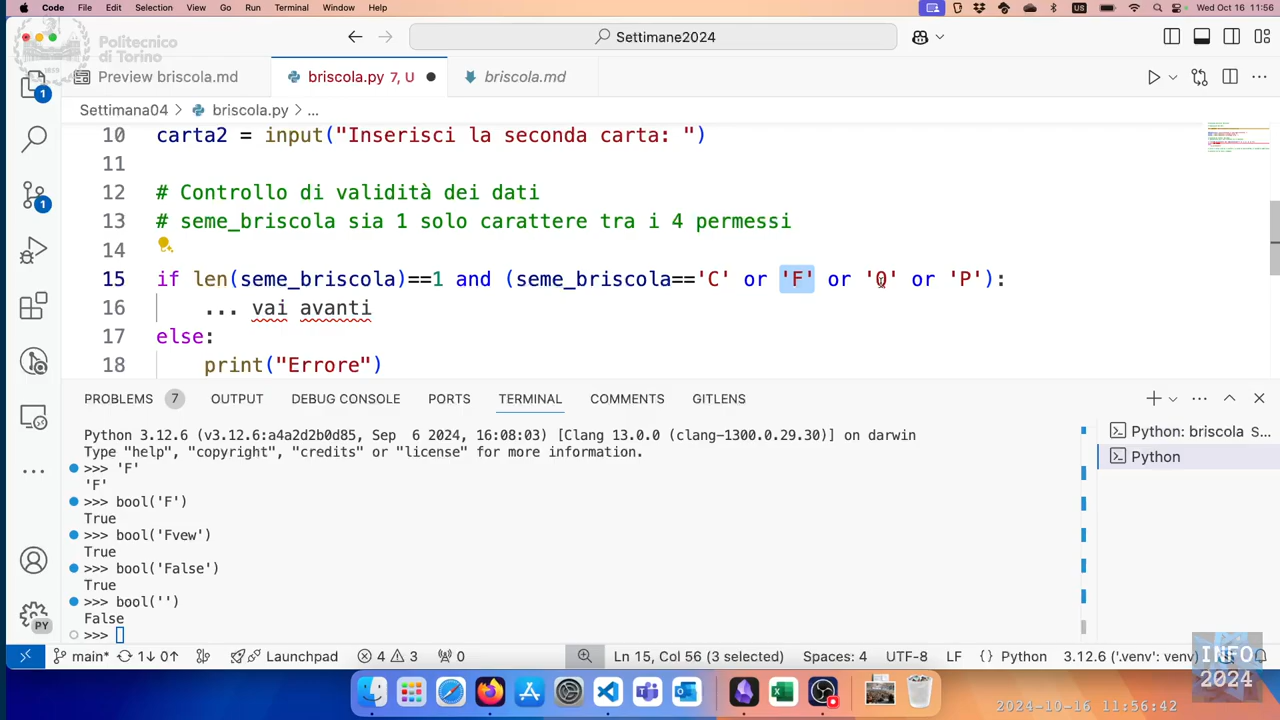 Code File Edit Selection View Go Run Terminal Window Help US Wed Oct 16 11:56
Politecnico
di Torino
1859
Settimane2024
Preview briscola.md briscola.py 7, U briscola.md
Settimana04 > briscola.py > ...
10 carta2 = input("Inserisci la seconda carta: ")
11
12 # Controllo di validità dei dati
13 # seme_briscola sia 1 solo carattere tra i 4 permessi
14
15 if len(seme_briscola)==1 and (seme_briscola=='C' or 'F' or 'Q' or 'P'):
16 ... vai avanti
17 else:
18 print("Errore")
1
1
PY
PROBLEMS 7 OUTPUT DEBUG CONSOLE PORTS TERMINAL COMMENTS GITLENS
Python 3.12.6 (v3.12.6:a4a2d2b0d85, Sep 6 2024, 16:08:03) [Clang 13.0.0 (clang-1300.0.29.30)] on darwin
Type "help", "copyright", "credits" or "license" for more information.
>>> 'F'
'F'
>>> bool('F')
True
>>> bool('Fvew')
True
>>> bool('False')
True
>>> bool('')
False
>>>
Python: briscola S...
Python
main* 1↓ 0↑ Launchpad 4 3 0 Ln 15, Col 56 (3 selected) Spaces: 4 UTF-8 LF {} Python 3.12.6 ('.venv': venv)
INFO
2024
2024-10-16 11:56:42